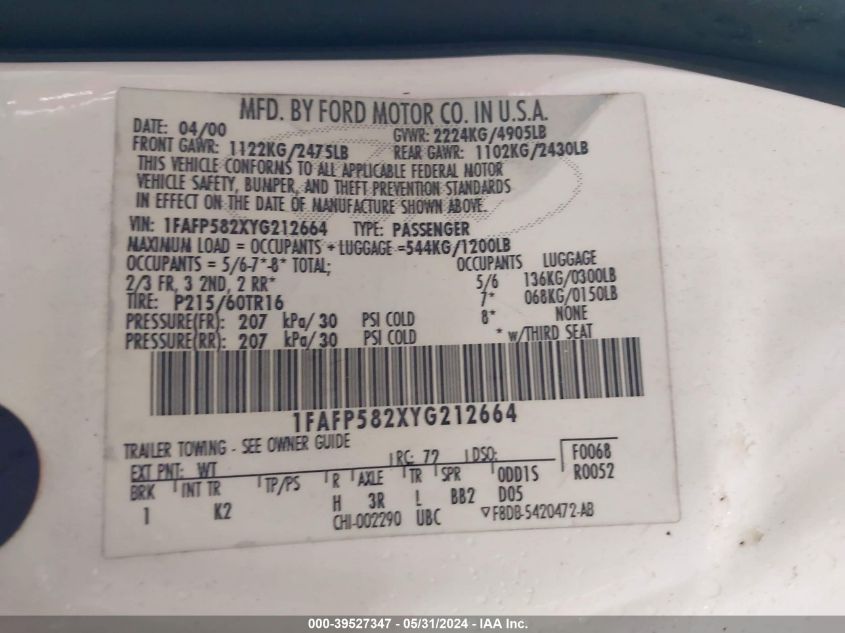 MFD. BY FORD MOTOR CO. IN U.S.A.
DATE: 04/00 GVWR: 2224KG/4905LB
FRONT GAWR: 1122KG/2475LB REAR GAWR: 1102KG/2430LB
THIS VEHICLE CONFORMS TO ALL APPLICABLE FEDERAL MOTOR
VEHICLE SAFETY, BUMPER, AND THEFT PREVENTION STANDARDS
IN EFFECT ON THE DATE OF MANUFACTURE SHOWN ABOVE.
VIN: 1FAFP582XYG212664 TYPE: PASSENGER
MAXIMUM LOAD = OCCUPANTS + LUGGAGE =544KG/1200LB
OCCUPANTS = 5/6-7*-8* TOTAL; OCCUPANTS LUGGAGE
2/3 FR, 3 2ND, 2 RR* 5/6 136KG/0300LB
TIRE: P215/60TR16 7* 068KG/0150LB
PRESSURE(FR): 207 kPa/30 PSI COLD 8* NONE
PRESSURE(RR): 207 kPa/30 PSI COLD * w/THIRD SEAT
1FAFP582XYG212664
TRAILER TOWING - SEE OWNER GUIDE
EXT PNT: WT RC: 72 DSO: F0068
BRK INT TR TP/PS R AXLE TR SPR 0DD1S R0052
1 K2 H 3R L BB2 D05
CHI-002290 UBC F8DB-5420472-AB
000-39527347 - 05/31/2024 - IAA Inc.